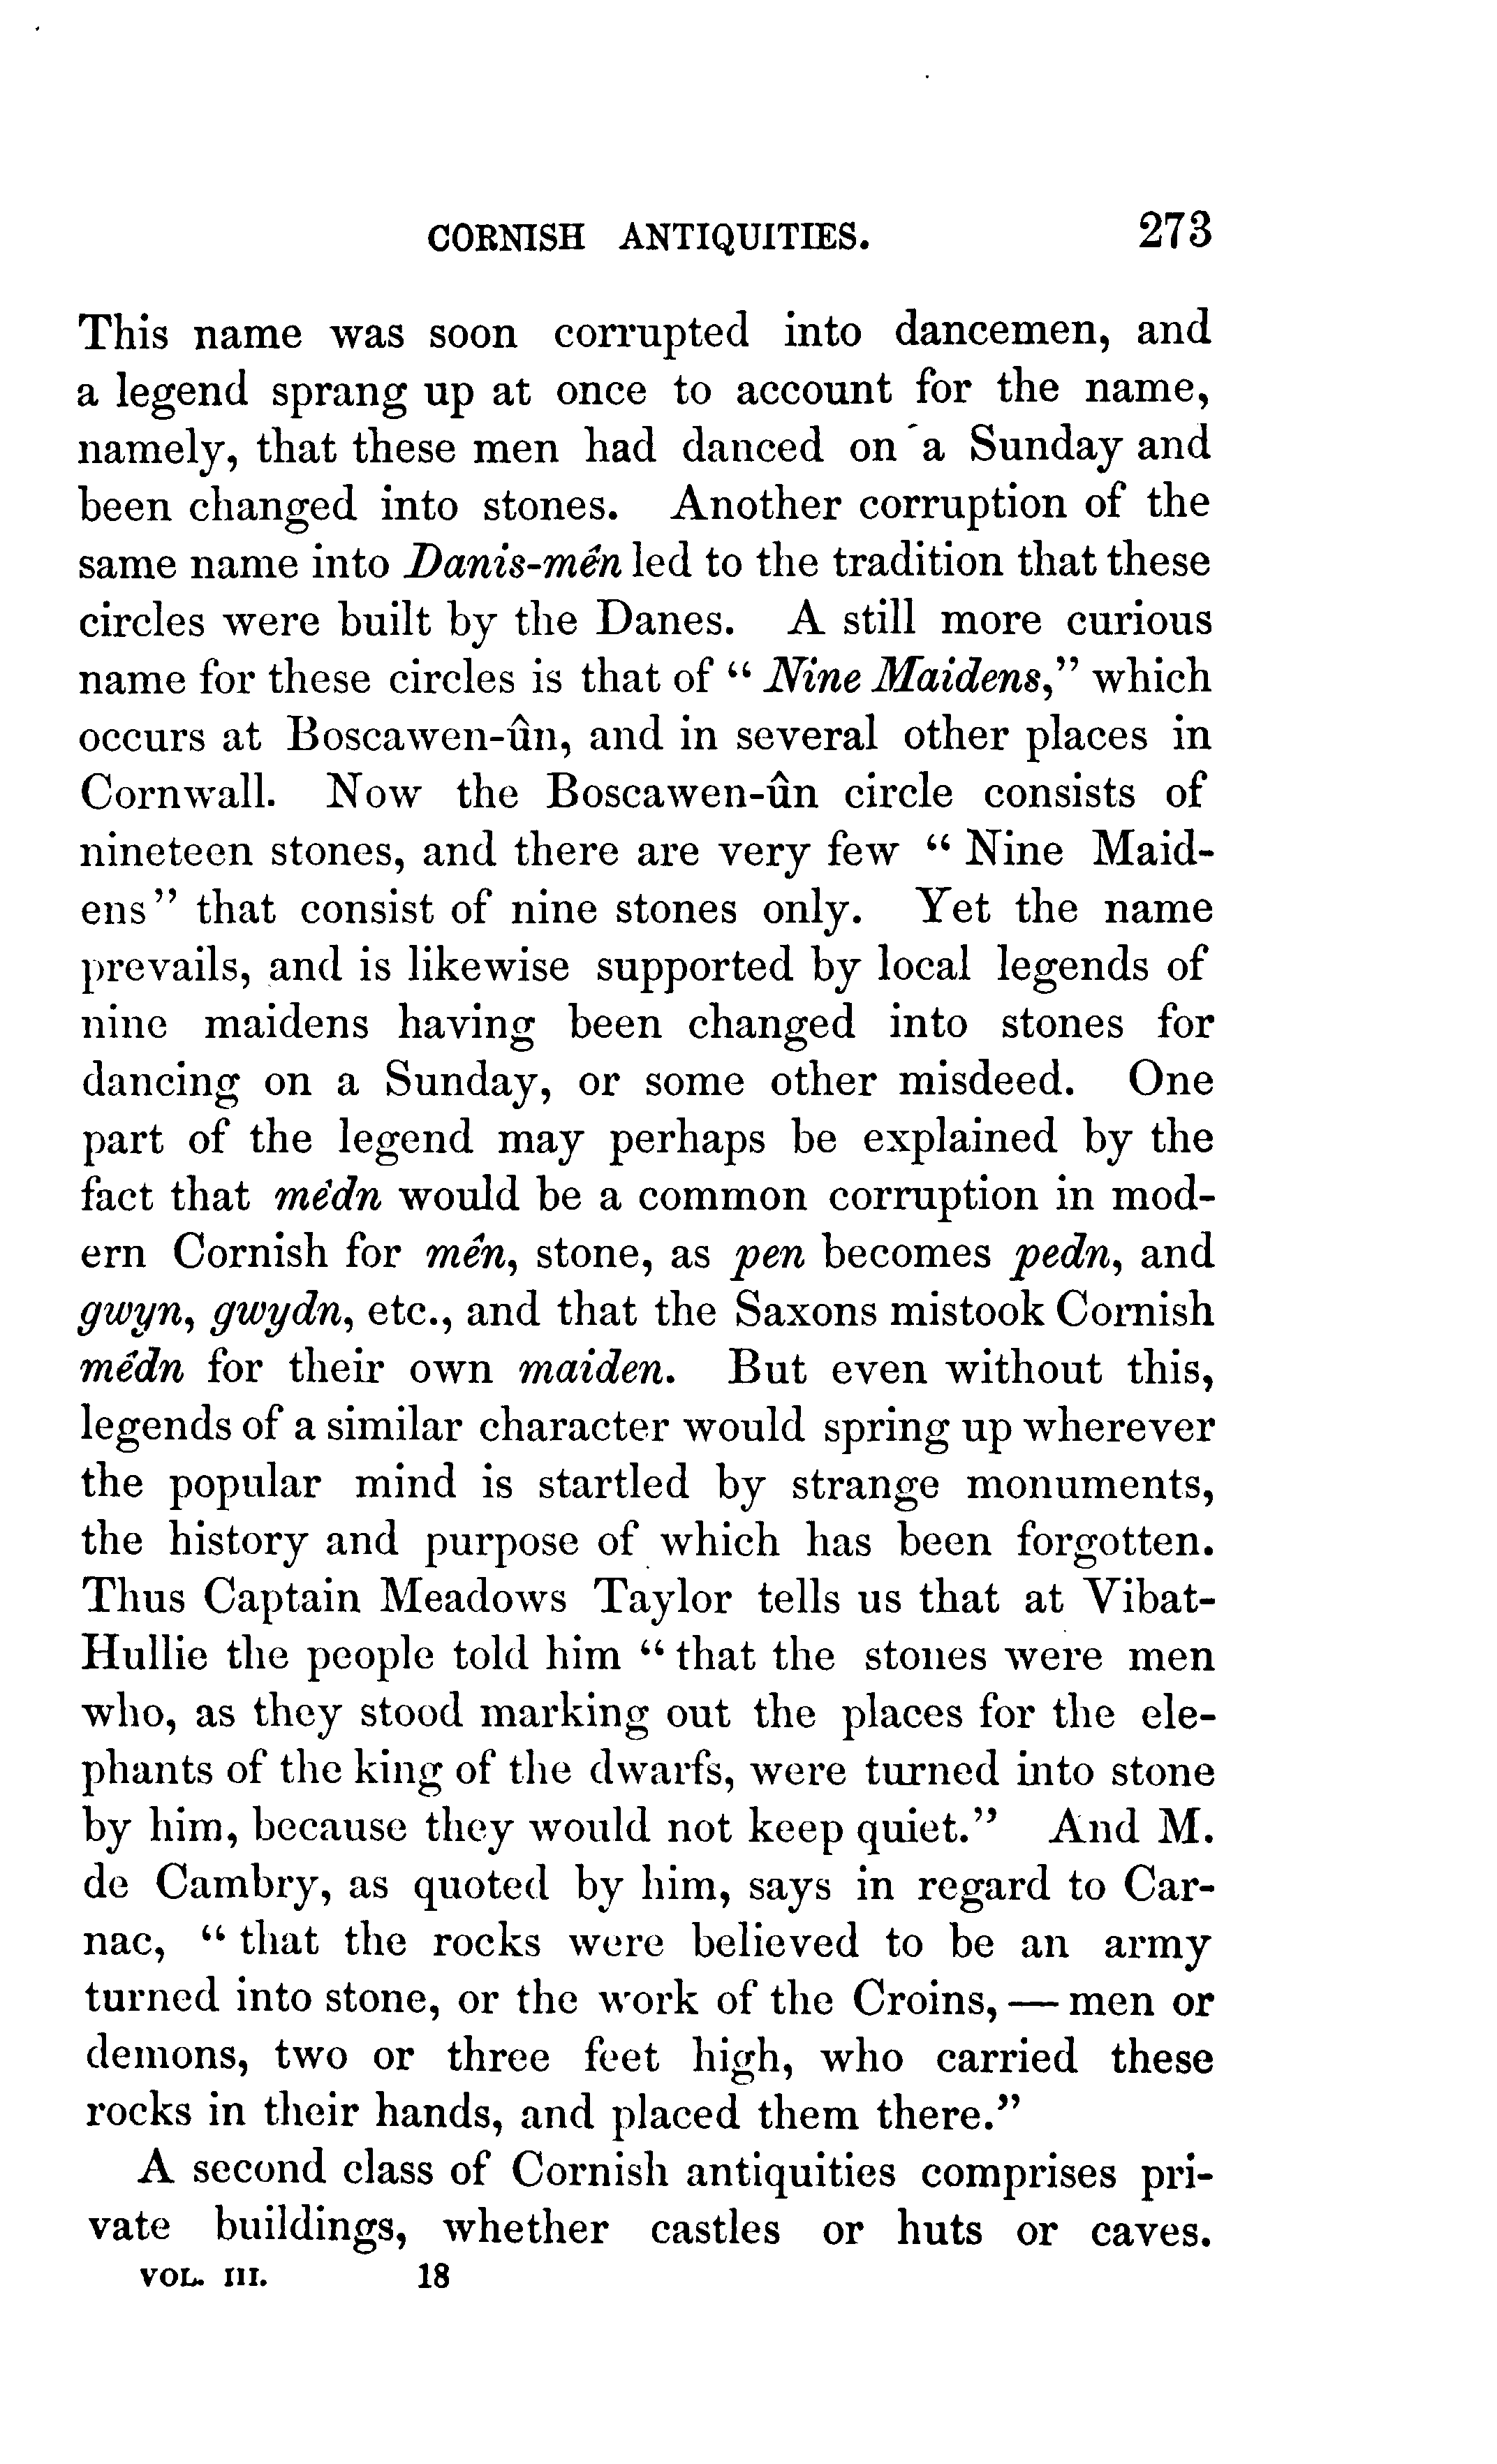 CORNISH ANTIQUITIES. 273
This name was soon corrupted into dancemen, and
a legend sprang up at once to account for the name,
namely, that these men had danced on a Sunday and
been changed into stones. Another corruption of the
same name into Danis-mên led to the tradition that these
circles were built by the Danes. A still more curious
name for these circles is that of “ Nine Maidens,” which
occurs at Boscawen-ûn, and in several other places in
Cornwall. Now the Boscawen-ûn circle consists of
nineteen stones, and there are very few “ Nine Maid-
ens” that consist of nine stones only. Yet the name
prevails, and is likewise supported by local legends of
nine maidens having been changed into stones for
dancing on a Sunday, or some other misdeed. One
part of the legend may perhaps be explained by the
fact that mêdn would be a common corruption in mod-
ern Cornish for mên, stone, as pen becomes pedn, and
gwyn, gwydn, etc., and that the Saxons mistook Cornish
mêdn for their own maiden. But even without this,
legends of a similar character would spring up wherever
the popular mind is startled by strange monuments,
the history and purpose of which has been forgotten.
Thus Captain Meadows Taylor tells us that at Vibat-
Hullie the people told him “ that the stones were men
who, as they stood marking out the places for the ele-
phants of the king of the dwarfs, were turned into stone
by him, because they would not keep quiet.” And M.
de Cambry, as quoted by him, says in regard to Car-
nac, “ that the rocks were believed to be an army
turned into stone, or the work of the Croins, — men or
demons, two or three feet high, who carried these
rocks in their hands, and placed them there.”
A second class of Cornish antiquities comprises pri-
vate buildings, whether castles or huts or caves.
VOL. III. 18